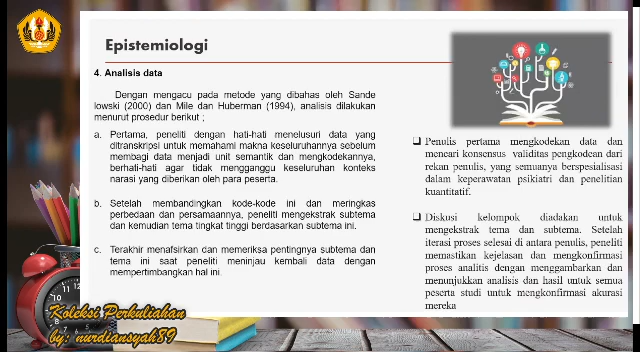 Epistemiologi
4. Analisis data
Dengan mengacu pada metode yang dibahas oleh Sande
lowski (2000) dan Mile dan Huberman (1994), analisis dilakukan
menurut prosedur berikut ;
a. Pertama, peneliti dengan hati-hati menelusuri data yang
ditranskripsi untuk memahami makna keseluruhannya sebelum
membagi data menjadi unit semantik dan mengkodekannya,
berhati-hati agar tidak mengganggu keseluruhan konteks
narasi yang diberikan oleh para peserta.
b. Setelah membandingkan kode-kode ini dan meringkas
perbedaan dan persamaannya, peneliti mengekstrak subtema
dan kemudian tema tingkat tinggi berdasarkan subtema ini.
c. Terakhir menafsirkan dan memeriksa pentingnya subtema dan
tema ini saat peneliti meninjau kembali data dengan
mempertimbangkan hal ini.
❑ Penulis pertama mengkodekan data dan
mencari konsensus validitas pengkodean dari
rekan penulis, yang semuanya berspesialisasi
dalam keperawatan psikiatri dan penelitian
kuantitatif.
❑ Diskusi kelompok diadakan untuk
mengekstrak tema dan subtema. Setelah
iterasi proses selesai di antara penulis, peneliti
memastikan kejelasan dan mengkonfirmasi
proses analitis dengan menggambarkan dan
menunjukkan analisis dan hasil untuk semua
peserta studi untuk mengkonfirmasi akurasi
mereka
Koleksi Perkuliahan
by: nurdiansyah89